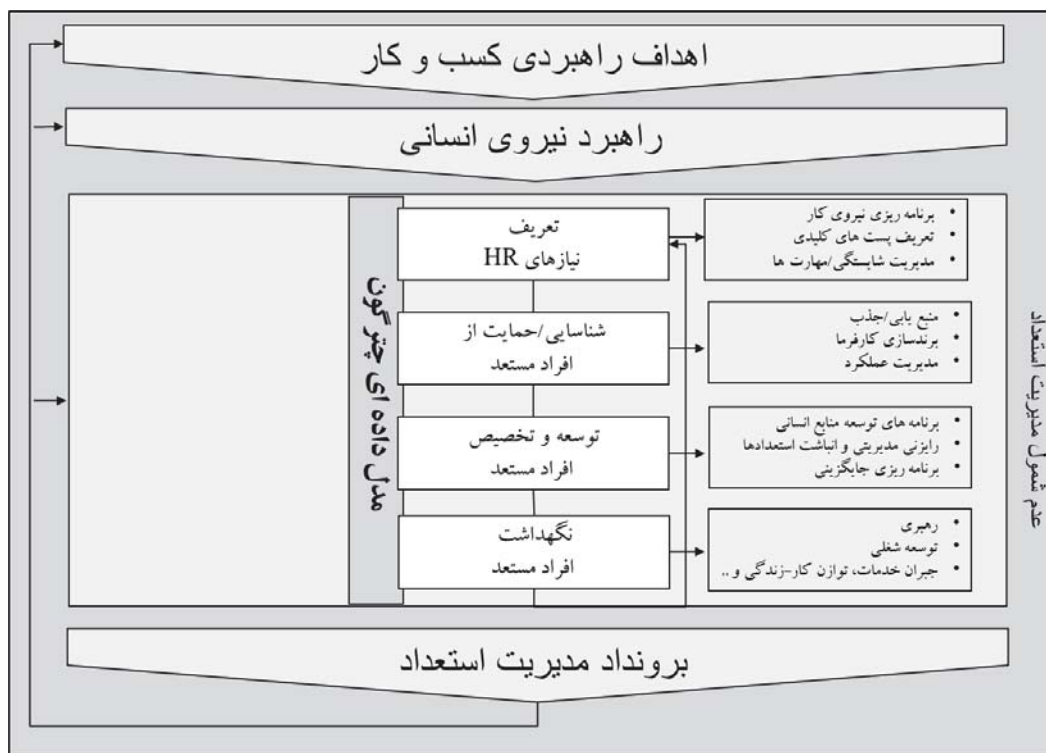 اهداف راهبردی کسب و کار
راهبرد نیروی انسانی
تعریف
نیازهای HR
• برنامه ریزی نیروی کار
• تعریف پست های کلیدی
• مدیریت شایستگی/مهارت ها
شناسایی/حمایت از
افراد مستعد
• منبع یابی/جذب
• برندسازی کارفرما
• مدیریت عملکرد
توسعه و تخصیص
افراد مستعد
• برنامه های توسعه منابع انسانی
• رایزنی مدیریتی و انباشت استعدادها
• برنامه ریزی جایگزینی
نگهداشت
افراد مستعد
• رهبری
• توسعه شغلی
• جبران خدمات، توازن کار-زندگی و ..
مدل داده ای چترگون
عدم شمول مدیریت استعداد
برونداد مدیریت استعداد